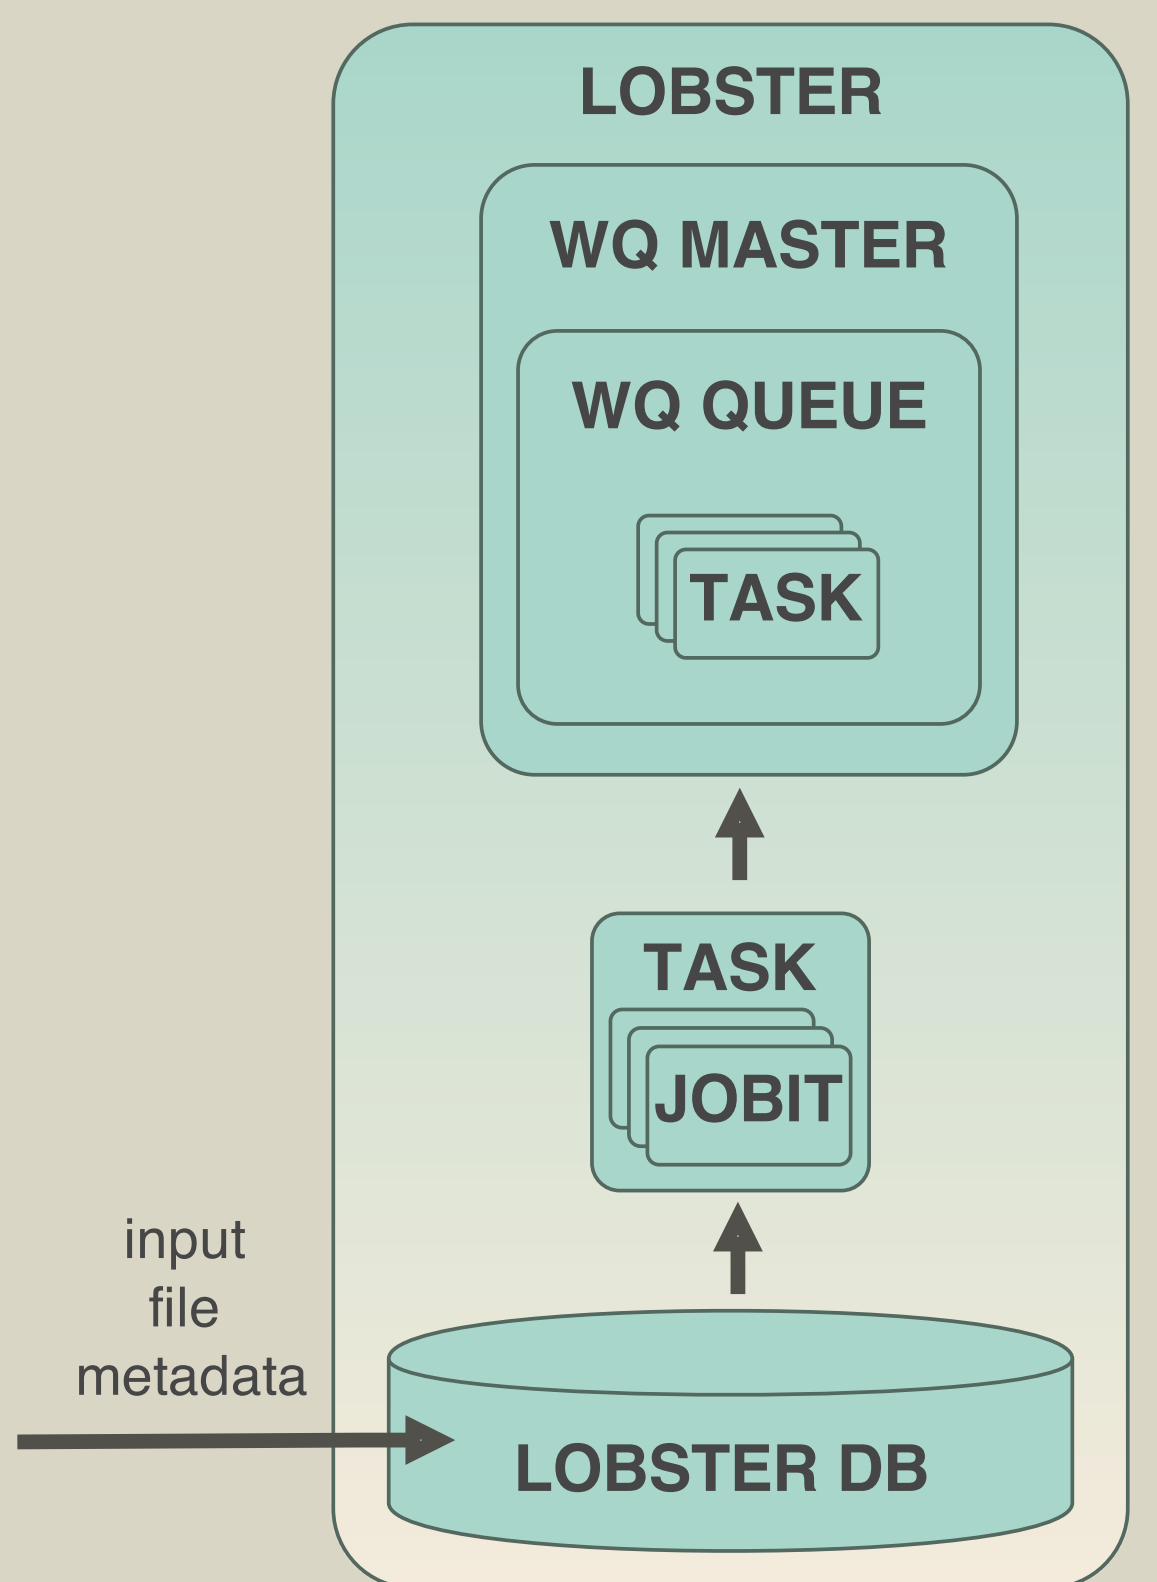 LOBSTER
WQ MASTER
WQ QUEUE
TASK
TASK
JOBIT
input
file
metadata
LOBSTER DB